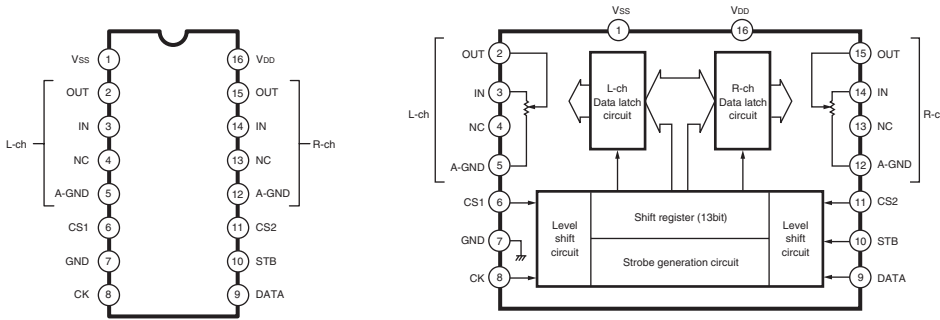 VSS 1
16 VDD
OUT 2
15 OUT
IN 3
14 IN
L-ch
R-ch
NC 4
13 NC
A-GND 5
12 A-GND
CS1 6
11 CS2
GND 7
10 STB
CK 8
9 DATA
VSS
1
VDD
16
OUT 2
15 OUT
IN 3
14 IN
L-ch
R-c
NC 4
13 NC
A-GND 5
12 A-GND
L-ch
Data latch
circuit
R-ch
Data latch
circuit
CS1 6
11 CS2
GND 7
10 STB
CK 8
9 DATA
Level
shift
circuit
Shift register (13bit)
Strobe generation circuit
Level
shift
circuit